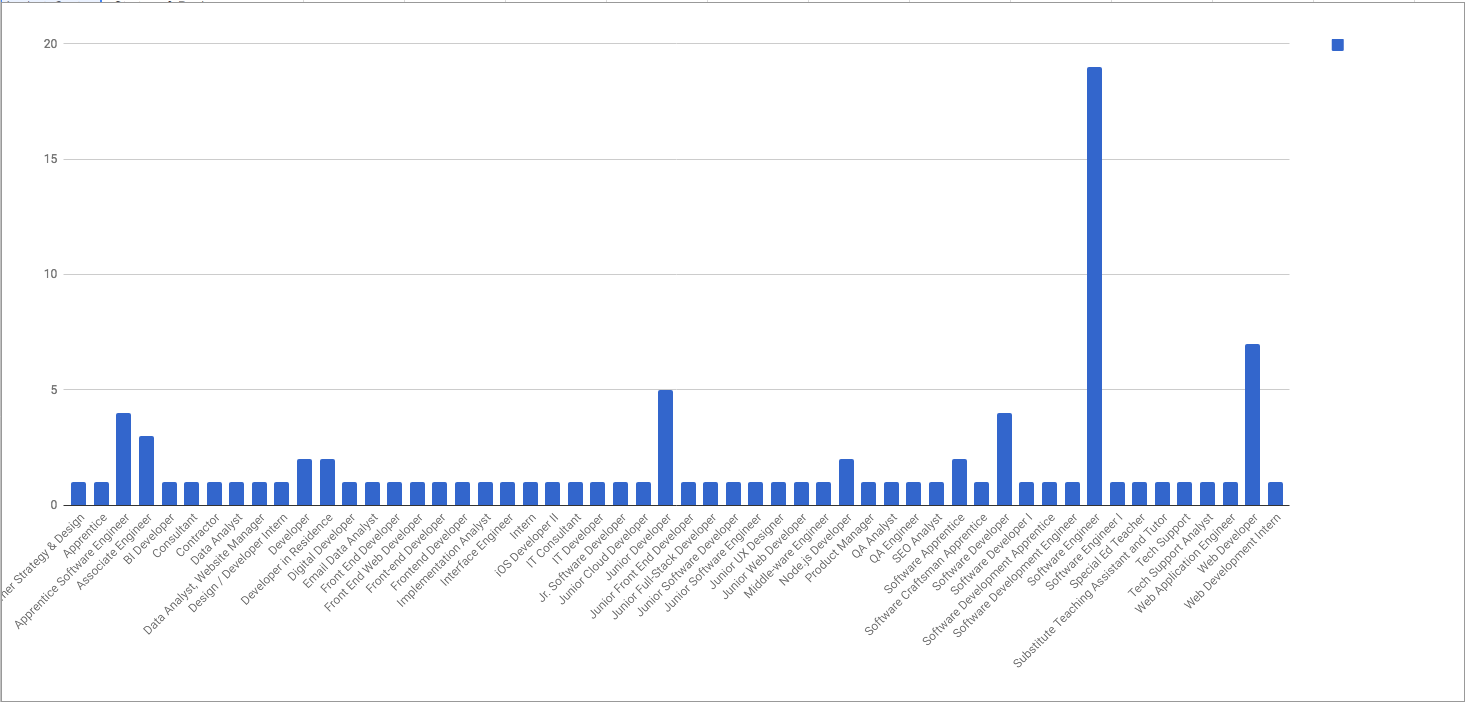 20
15
10
5
0
Strategy & Design
Apprentice
Apprentice Software Engineer
Associate Engineer
BI Developer
Consultant
Contractor
Data Analyst
Data Analyst, Website Manager
Design / Developer Intern
Developer
Developer in Residence
Digital Developer
Email Data Analyst
Front End Developer
Front End Web Developer
Front-end Developer
Frontend Developer
Implementation Analyst
Interface Engineer
Intern
iOS Developer II
IT Consultant
IT Developer
Jr. Software Developer
Junior Cloud Developer
Junior Developer
Junior Front End Developer
Junior Full-Stack Developer
Junior Software Developer
Junior Software Engineer
Junior UX Designer
Junior Web Developer
Middle-ware Engineer
Node.js Developer
Product Manager
QA Analyst
QA Engineer
SEO Analyst
Software Apprentice
Software Craftsman Apprentice
Software Developer
Software Developer I
Software Development Apprentice
Software Development Engineer
Software Engineer
Software Engineer I
Special Ed Teacher
Substitute Teaching Assistant and Tutor
Tech Support
Tech Support Analyst
Web Application Engineer
Web Developer
Web Development Intern